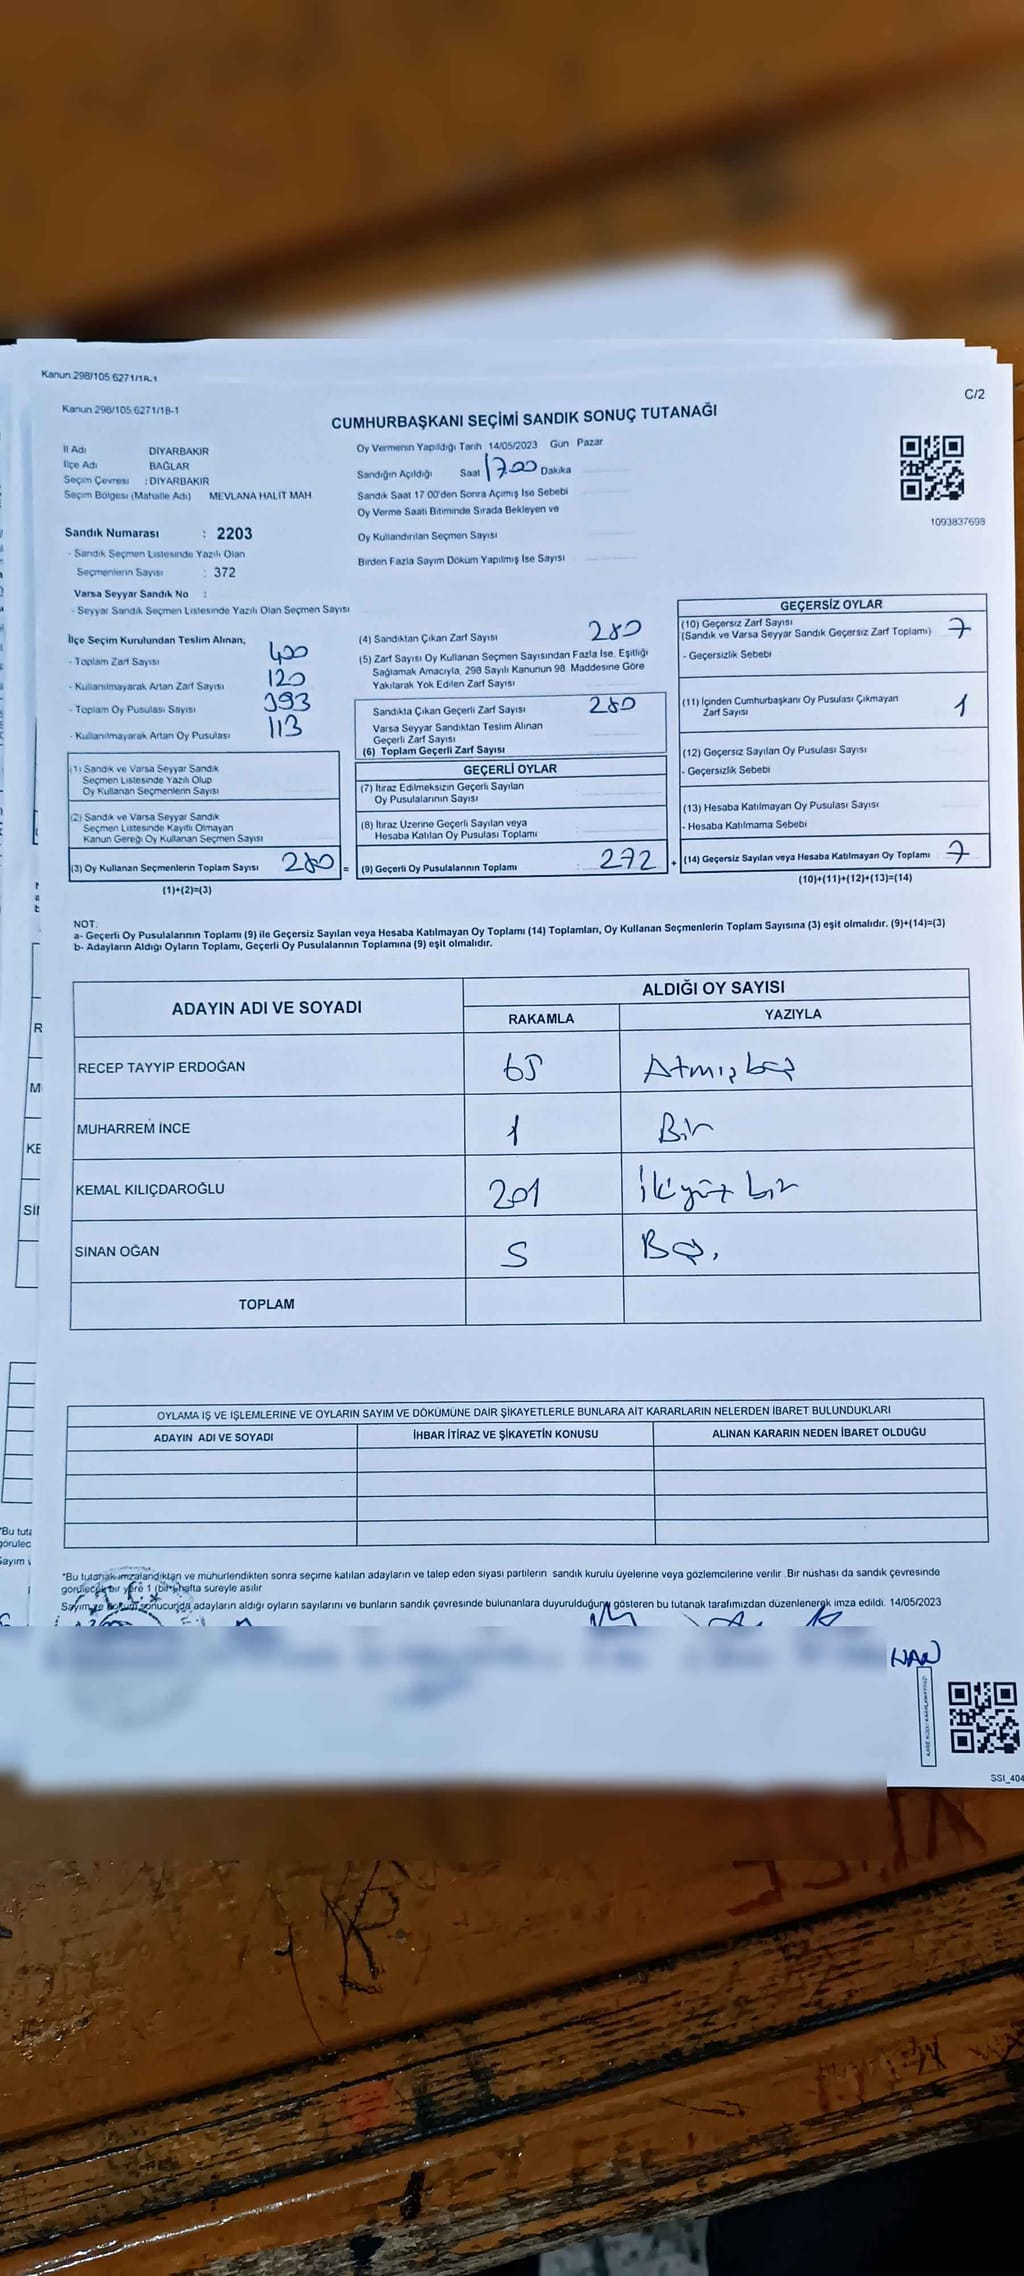 Kanun 298/105 6271/18-1
Kanun 298/105 6271/18-1
C/2
CUMHURBAŞKANI SEÇİMİ SANDIK SONUÇ TUTANAĞI
İl Adı DİYARBAKIR
İlçe Adı BAĞLAR
Seçim Çevresi : DİYARBAKIR
Seçim Bölgesi (Mahalle Adı) MEVLANA HALİT MAH
Oy Vermenin Yapıldığı Tarih 14/05/2023 Gün Pazar
Sandığın Açıldığı Saat 17.00 Dakika
Sandık Saat 17 00'den Sonra Açımış İse Sebebi
Oy Verme Saati Bitiminde Sırada Bekleyen ve
Oy Kullandırılan Seçmen Sayısı
Birden Fazla Sayım Döküm Yapılmış İse Sayısı
1093837698
Sandık Numarası : 2203
- Sandık Seçmen Listesinde Yazılı Olan
Seçmenlerin Sayısı : 372
Varsa Seyyar Sandık No :
- Seyyar Sandık Seçmen Listesinde Yazılı Olan Seçmen Sayısı
İlçe Seçim Kurulundan Teslim Alınan,
- Toplam Zarf Sayısı 400
- Kullanılmayarak Artan Zarf Sayısı 120
- Toplam Oy Pusulası Sayısı 393
- Kullanılmayarak Artan Oy Pusulası 113
(1) Sandık ve Varsa Seyyar Sandık
Seçmen Listesinde Yazılı Olup
Oy Kullanan Seçmenlerin Sayısı
(2) Sandık ve Varsa Seyyar Sandık
Seçmen Listesinde Kayıtlı Olmayan
Kanun Gereği Oy Kullanan Seçmen Sayısı
(3) Oy Kullanan Seçmenlerin Toplam Sayısı 280 =
(1)+(2)=(3)
(4) Sandıktan Çıkan Zarf Sayısı 280
(5) Zarf Sayısı Oy Kullanan Seçmen Sayısından Fazla İse, Eşitliği
Sağlamak Amacıyla, 298 Sayılı Kanunun 98 Maddesine Göre
Yakılarak Yok Edilen Zarf Sayısı
Sandıkta Çıkan Geçerli Zarf Sayısı 280
Varsa Seyyar Sandıktan Teslim Alınan
Geçerli Zarf Sayısı
(6) Toplam Geçerli Zarf Sayısı
GEÇERLİ OYLAR
(7) İtiraz Edilmeksizin Geçerli Sayılan
Oy Pusulalarının Sayısı
(8) İtiraz Üzerine Geçerli Sayılan veya
Hesaba Katılan Oy Pusulası Toplamı
(9) Geçerli Oy Pusulalarının Toplamı : 272 +
GEÇERSİZ OYLAR
(10) Geçersiz Zarf Sayısı 7
(Sandık ve Varsa Seyyar Sandık Geçersiz Zarf Toplamı)
- Geçersizlik Sebebi
(11) İçinden Cumhurbaşkanı Oy Pusulası Çıkmayan 1
Zarf Sayısı
(12) Geçersiz Sayılan Oy Pusulası Sayısı
- Geçersizlik Sebebi
(13) Hesaba Katılmayan Oy Pusulası Sayısı
- Hesaba Katılmama Sebebi
(14) Geçersiz Sayılan veya Hesaba Katılmayan Oy Toplamı 7
(10)+(11)+(12)+(13)=(14)
NOT:
a- Geçerli Oy Pusulalarının Toplamı (9) ile Geçersiz Sayılan veya Hesaba Katılmayan Oy Toplamı (14) Toplamları, Oy Kullanan Seçmenlerin Toplam Sayısına (3) eşit olmalıdır. (9)+(14)=(3)
b- Adayların Aldığı Oyların Toplamı, Geçerli Oy Pusulalarının Toplamına (9) eşit olmalıdır.
ADAYIN ADI VE SOYADI ALDIĞI OY SAYISI
RAKAMLA YAZIYLA
RECEP TAYYİP ERDOĞAN 65 Atmış beş
MUHARREM İNCE 1 Bir
KEMAL KILIÇDAROĞLU 201 İkiyüz bir
SİNAN OĞAN 5 Beş
TOPLAM
OYLAMA İŞ VE İŞLEMLERİNE VE OYLARIN SAYIM VE DÖKÜMÜNE DAİR ŞİKAYETLERLE BUNLARA AİT KARARLARIN NELERDEN İBARET BULUNDUKLARI
ADAYIN ADI VE SOYADI İHBAR İTİRAZ VE ŞİKAYETİN KONUSU ALINAN KARARIN NEDEN İBARET OLDUĞU
*Bu tutanak imzalandıktan ve mühürlendikten sonra seçime katılan adayların ve talep eden siyasi partilerin sandık kurulu üyelerine veya gözlemcilerine verilir .Bir nüshası da sandık çevresinde
görülecek bir yere 1 (bir) hafta süreyle asılır
Sayım ve döküm sonucunda adayların aldığı oyların sayılarını ve bunların sandık çevresinde bulunanlara duyurulduğunu gösteren bu tutanak tarafımızdan düzenlenerek imza edildi. 14/05/2023
SSI_404